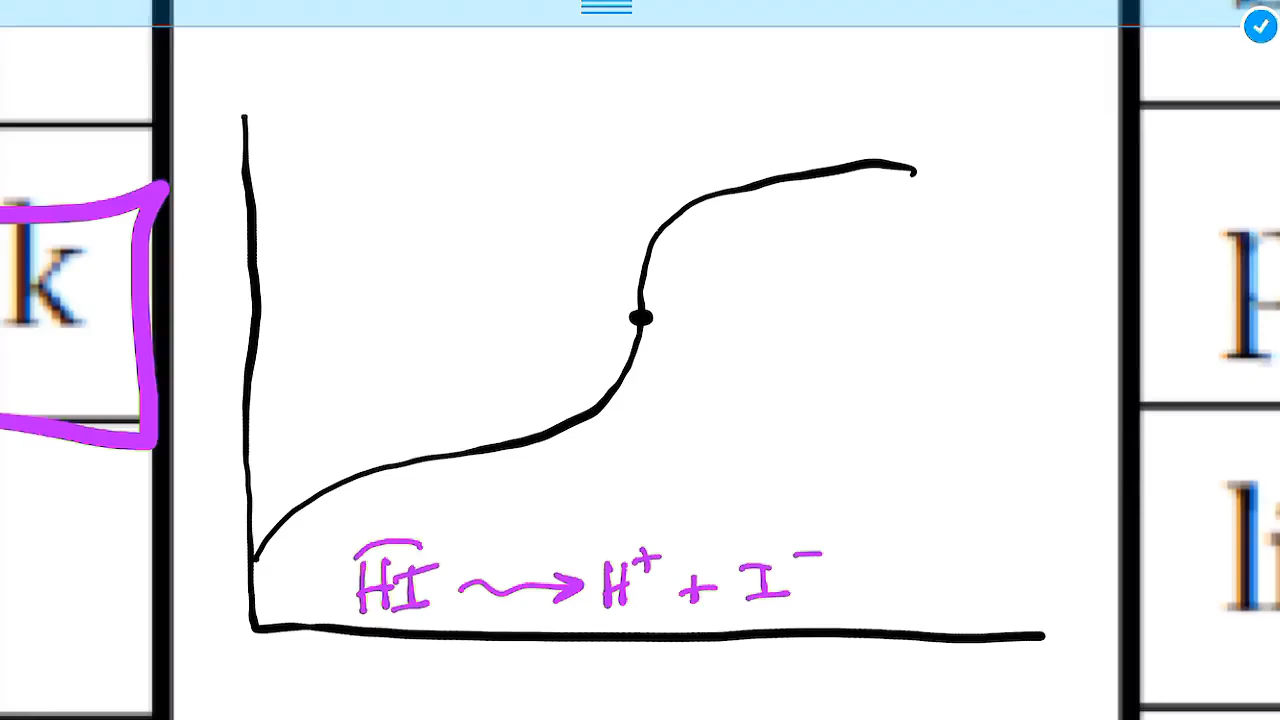 k
HI → H⁺ + I⁻